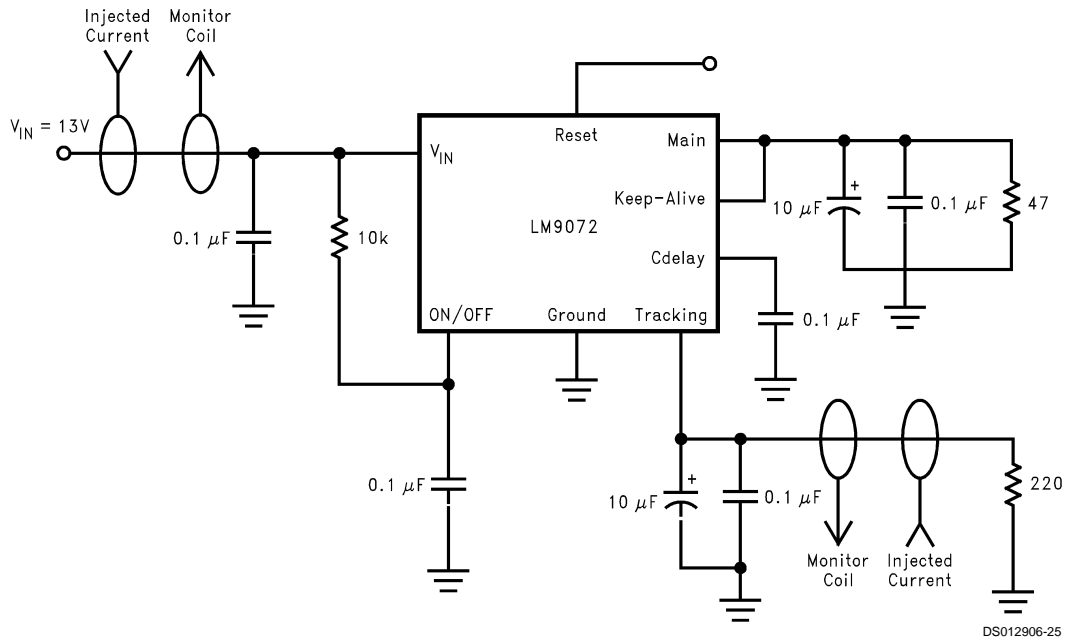 Injected
Current
Monitor
Coil
V_IN = 13V
0.1 μF
10k
V_IN
Reset
Main
Keep-Alive
LM9072
Cdelay
ON/OFF
Ground
Tracking
10 μF
+
0.1 μF
47
0.1 μF
0.1 μF
10 μF
+
0.1 μF
220
Monitor
Coil
Injected
Current
DS012906-25